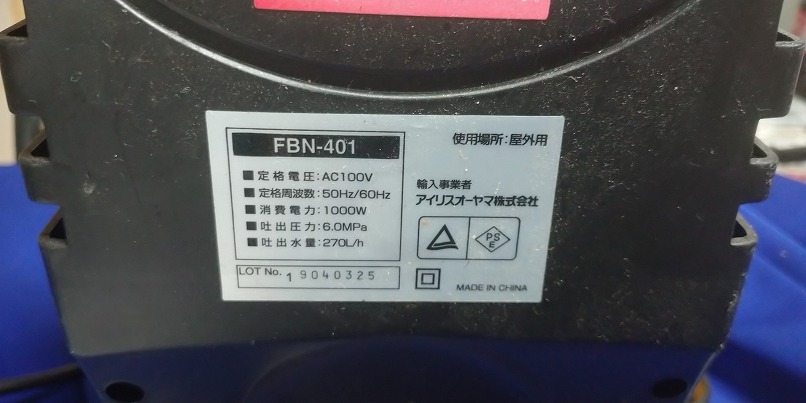 FBN-401
■定格電圧:AC100V
■定格周波数:50Hz/60Hz
■消費電力:1000W
■吐出圧力:6.0MPa
■吐出水量:270L/h
LOT No. 19040325
使用場所:屋外用
輸入事業者
アイリスオーヤマ株式会社
PS
E
MADE IN CHINA